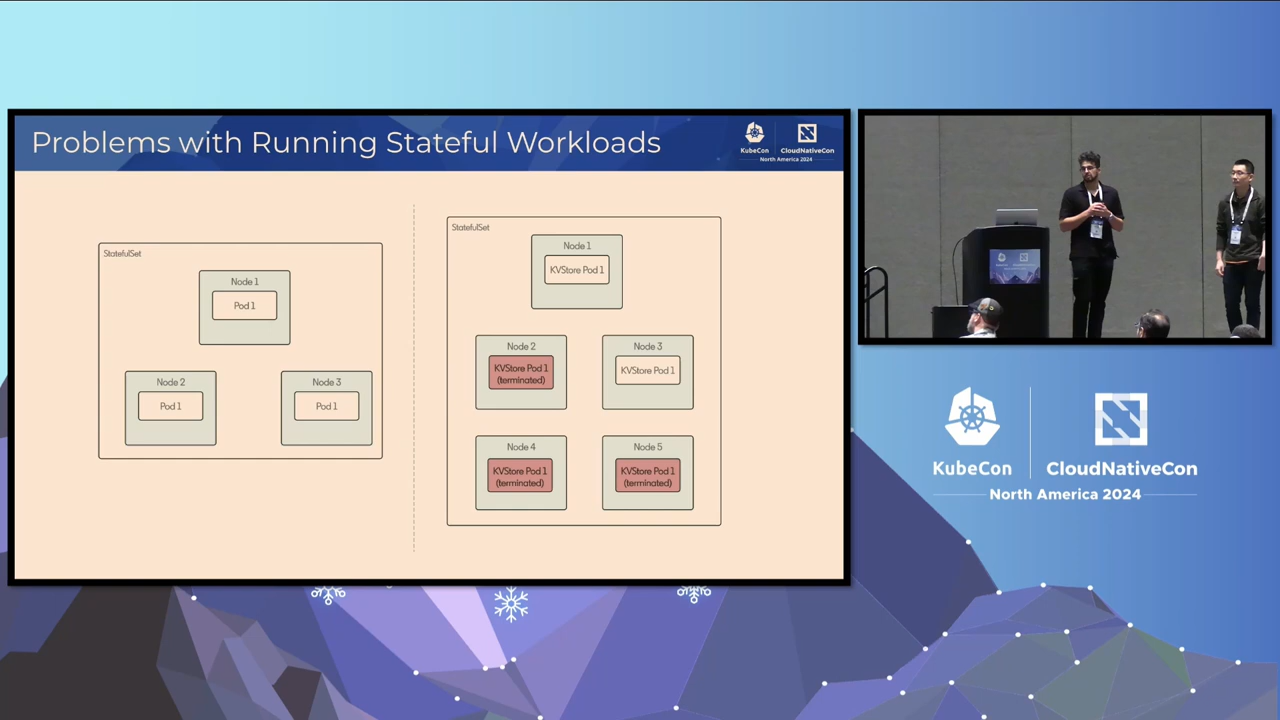 Problems with Running Stateful Workloads
KubeCon
CloudNativeCon
North America 2024
StatefulSet
Node 1
Pod 1
Node 2
Pod 1
Node 3
Pod 1
StatefulSet
Node 1
KVStore Pod 1
Node 2
KVStore Pod 1
(terminated)
Node 3
KVStore Pod 1
Node 4
KVStore Pod 1
(terminated)
Node 5
KVStore Pod 1
(terminated)
KubeCon
CloudNativeCon
North America 2024